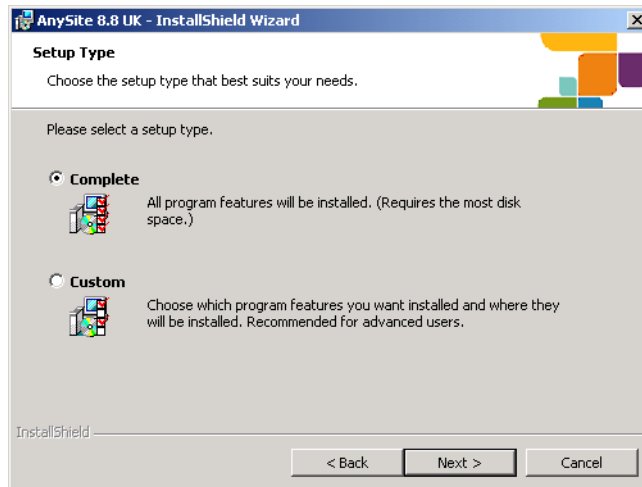 AnySite 8.8 UK - InstallShield Wizard
Setup Type
Choose the setup type that best suits your needs.
Please select a setup type.
Complete
All program features will be installed. (Requires the most disk
space.)
Custom
Choose which program features you want installed and where they
will be installed. Recommended for advanced users.
InstallShield
< Back
Next >
Cancel